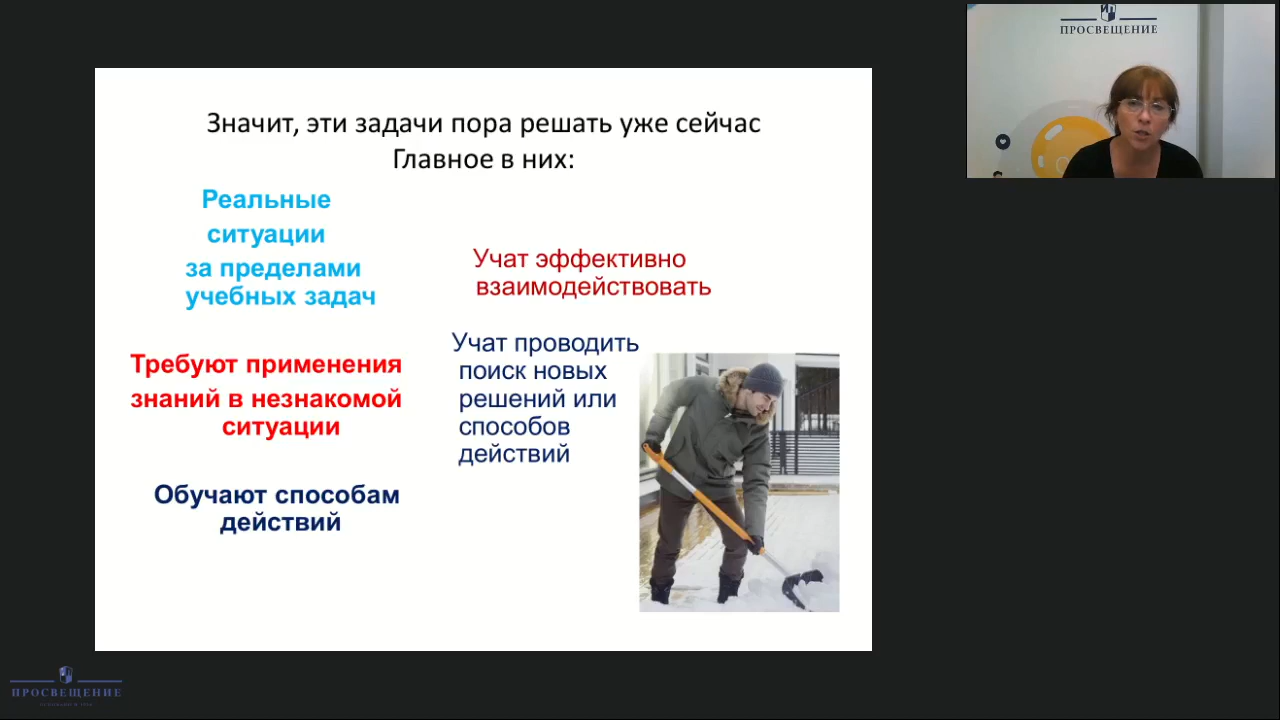 Значит, эти задачи пора решать уже сейчас
Главное в них:
Реальные
ситуации
за пределами
учебных задач
Требуют применения
знаний в незнакомой
ситуации
Обучают способам
действий
Учат эффективно
взаимодействовать
Учат проводить
поиск новых
решений или
способов
действий
ПРОСВЕЩЕНИЕ
ПРОСВЕЩЕНИЕ